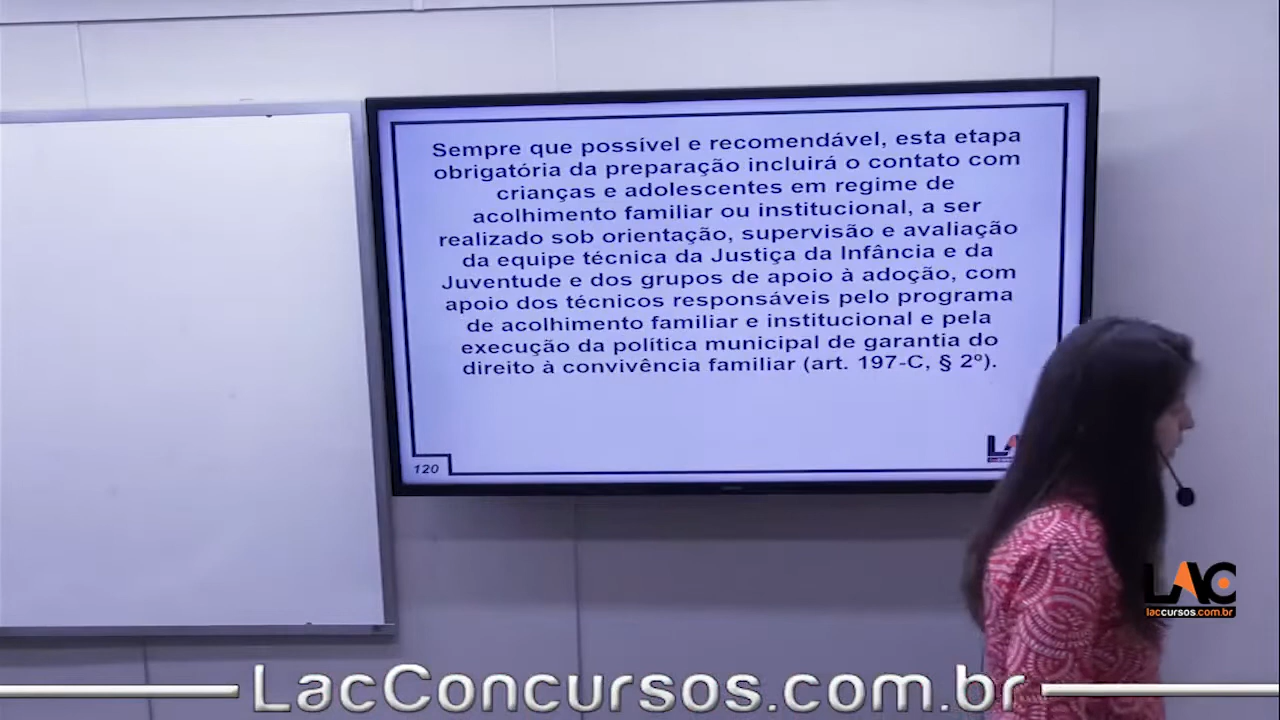 Sempre que possível e recomendável, esta etapa
obrigatória da preparação incluirá o contato com
crianças e adolescentes em regime de
acolhimento familiar ou institucional, a ser
realizado sob orientação, supervisão e avaliação
da equipe técnica da Justiça da Infância e da
Juventude e dos grupos de apoio à adoção, com
apoio dos técnicos responsáveis pelo programa
de acolhimento familiar e institucional e pela
execução da política municipal de garantia do
direito à convivência familiar (art. 197-C, § 2º).
120
LAC
laccursos.com.br
LacConcursos.com.br